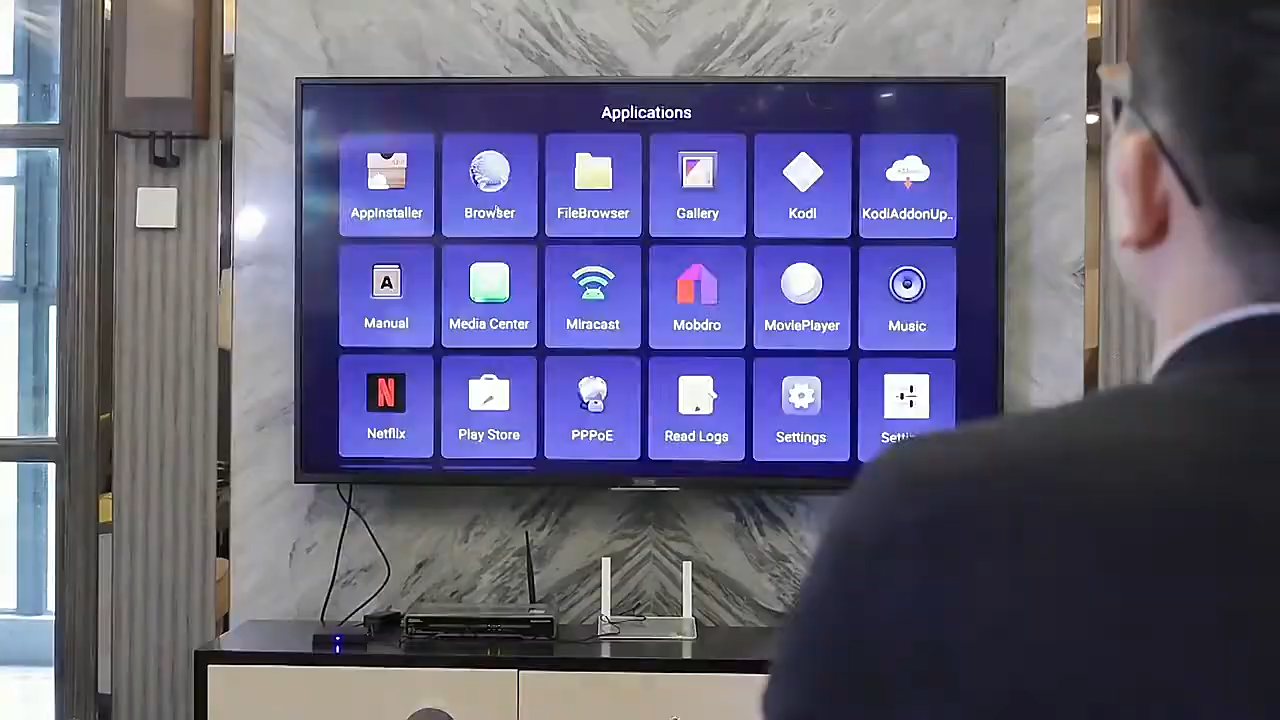 Applications
AppInstaller
Browser
FileBrowser
Gallery
Kodi
KodiAddonUp..
A
Manual
Media Center
Miracast
Mobdro
MoviePlayer
Music
N
Netflix
Play Store
PPPoE
Read Logs
Settings